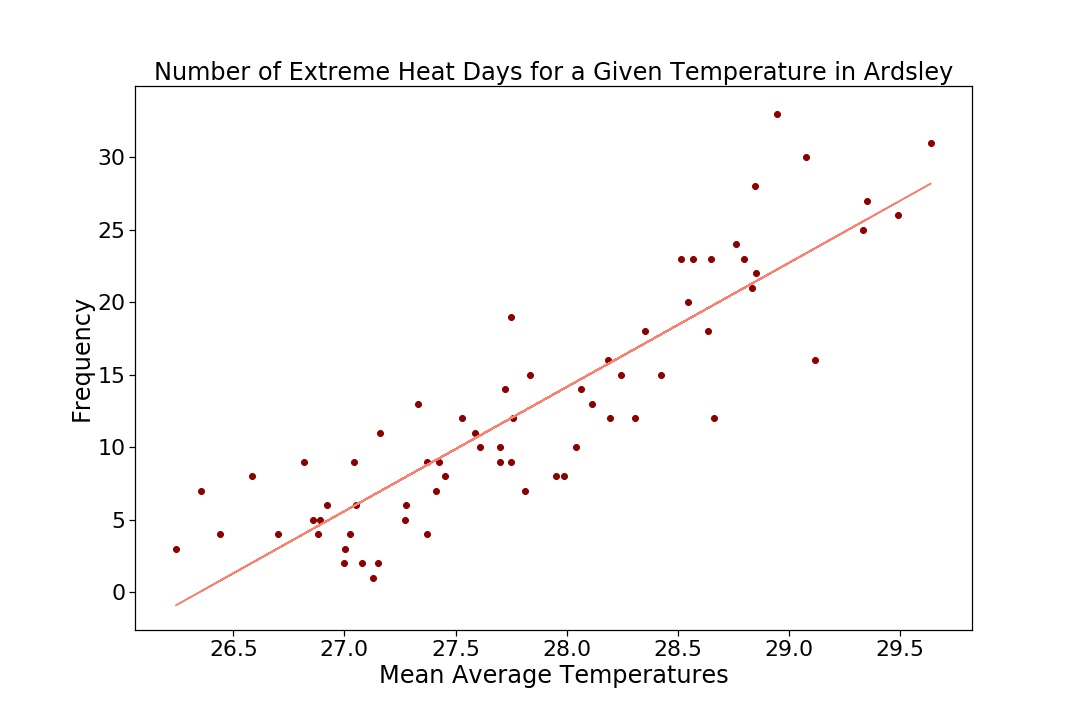 Number of Extreme Heat Days for a Given Temperature in Ardsley
Frequency
30
25
20
15
10
5
0
26.5 27.0 27.5 28.0 28.5 29.0 29.5
Mean Average Temperatures